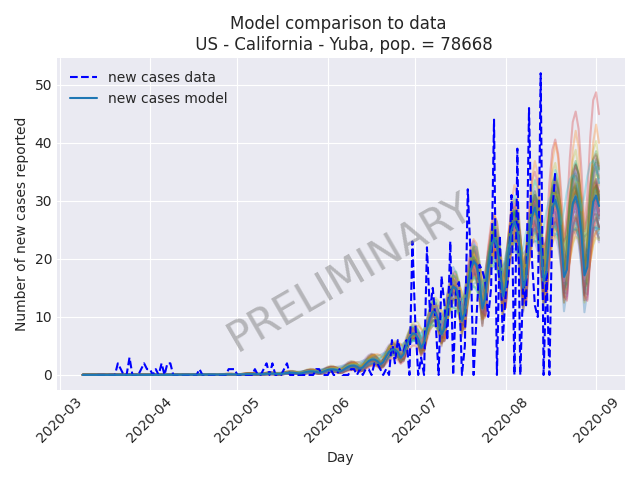 Model comparison to data
US - California - Yuba, pop. = 78668
new cases data
new cases model
PRELIMINARY
Number of new cases reported
50
40
30
20
10
0
2020-03
2020-04
2020-05
2020-06
2020-07
2020-08
2020-09
Day